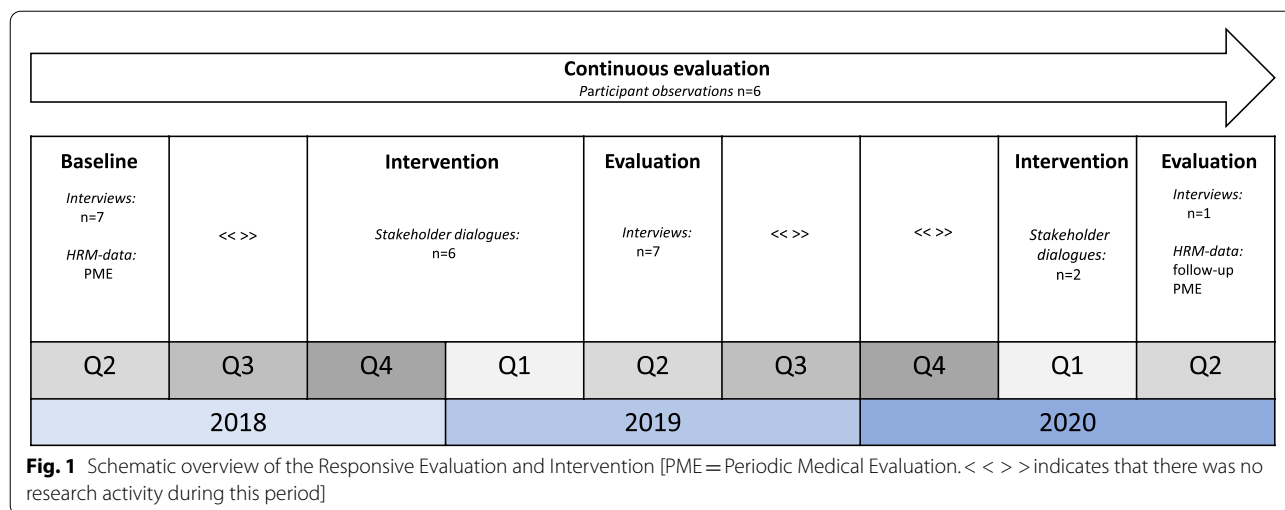 Continuous evaluation
Participant observations n=6
Baseline
Interviews:
n=7
HRM-data:
PME
<< >>
Intervention
Stakeholder dialogues:
n=6
Evaluation
Interviews:
n=7
<< >>
<< >>
Intervention
Stakeholder
dialogues:
n=2
Evaluation
Interviews:
n=1
HRM-data:
follow-up
PME
Q2
Q3
Q4
Q1
Q2
Q3
Q4
Q1
Q2
2018
2019
2020
Fig. 1 Schematic overview of the Responsive Evaluation and Intervention [PME = Periodic Medical Evaluation. < < > > indicates that there was no
research activity during this period]